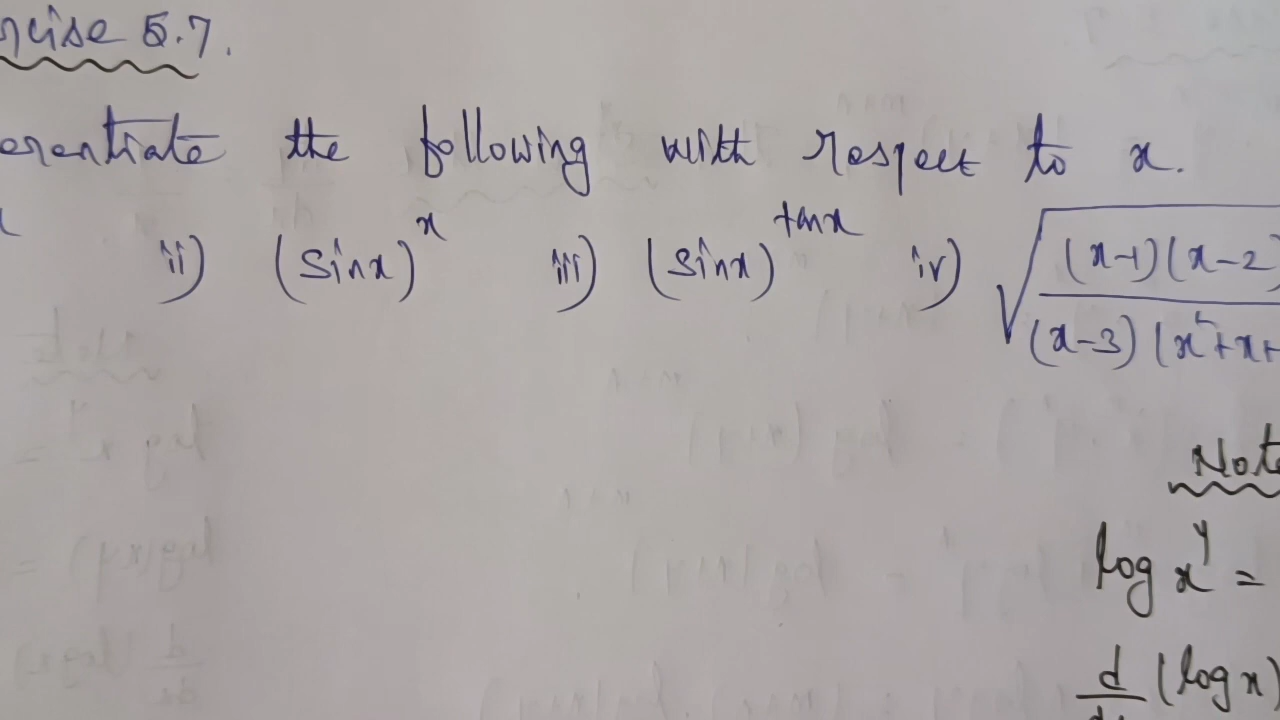 rcise 5.7.
erentiate the following with respect to x.
ii) (sinx)^x iii) (sinx)^tanx iv) √((x-1)(x-2)/(x-3)(x²+x+
Note
log x^y =
d (log x)